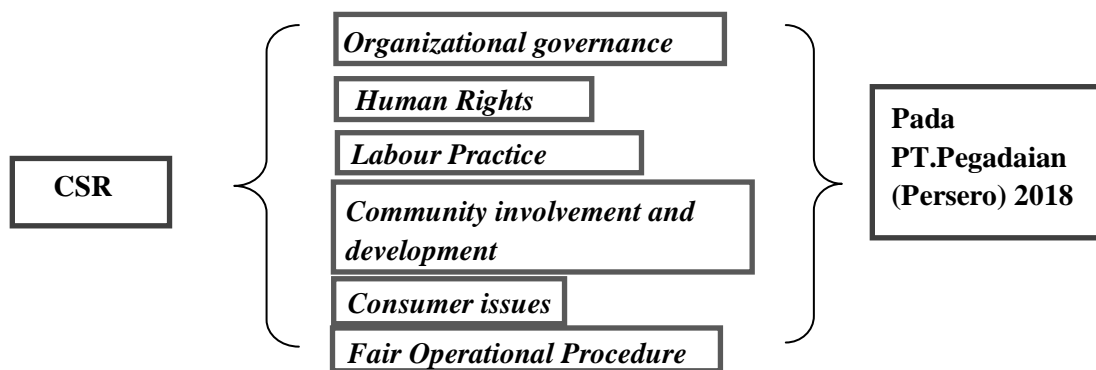 Organizational governance
Human Rights
Labour Practice
CSR
Community involvement and
development
Consumer issues
Fair Operational Procedure
Pada
PT.Pegadaian
(Persero) 2018